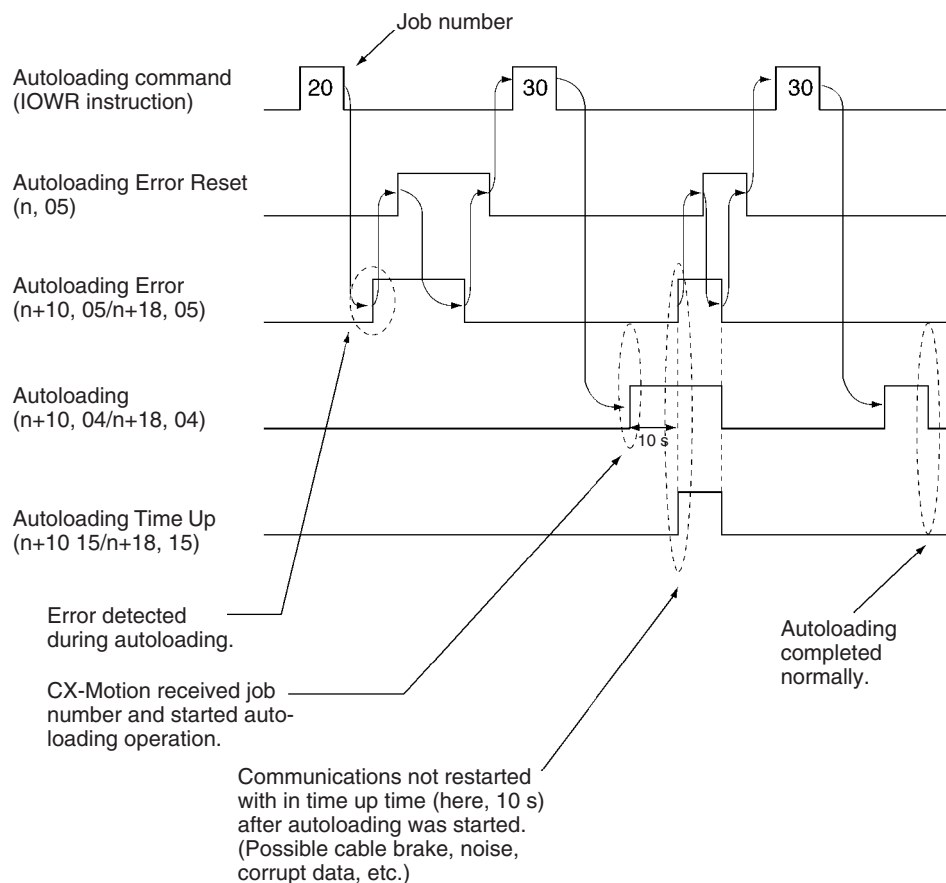 Job number
Autoloading command
(IOWR instruction)
20
30
30
Autoloading Error Reset
(n, 05)
Autoloading Error
(n+10, 05/n+18, 05)
Autoloading
(n+10, 04/n+18, 04)
10 s
Autoloading Time Up
(n+10 15/n+18, 15)
Error detected
during autoloading.
CX-Motion received job
number and started auto-
loading operation.
Communications not restarted
with in time up time (here, 10 s)
after autoloading was started.
(Possible cable brake, noise,
corrupt data, etc.)
Autoloading
completed
normally.